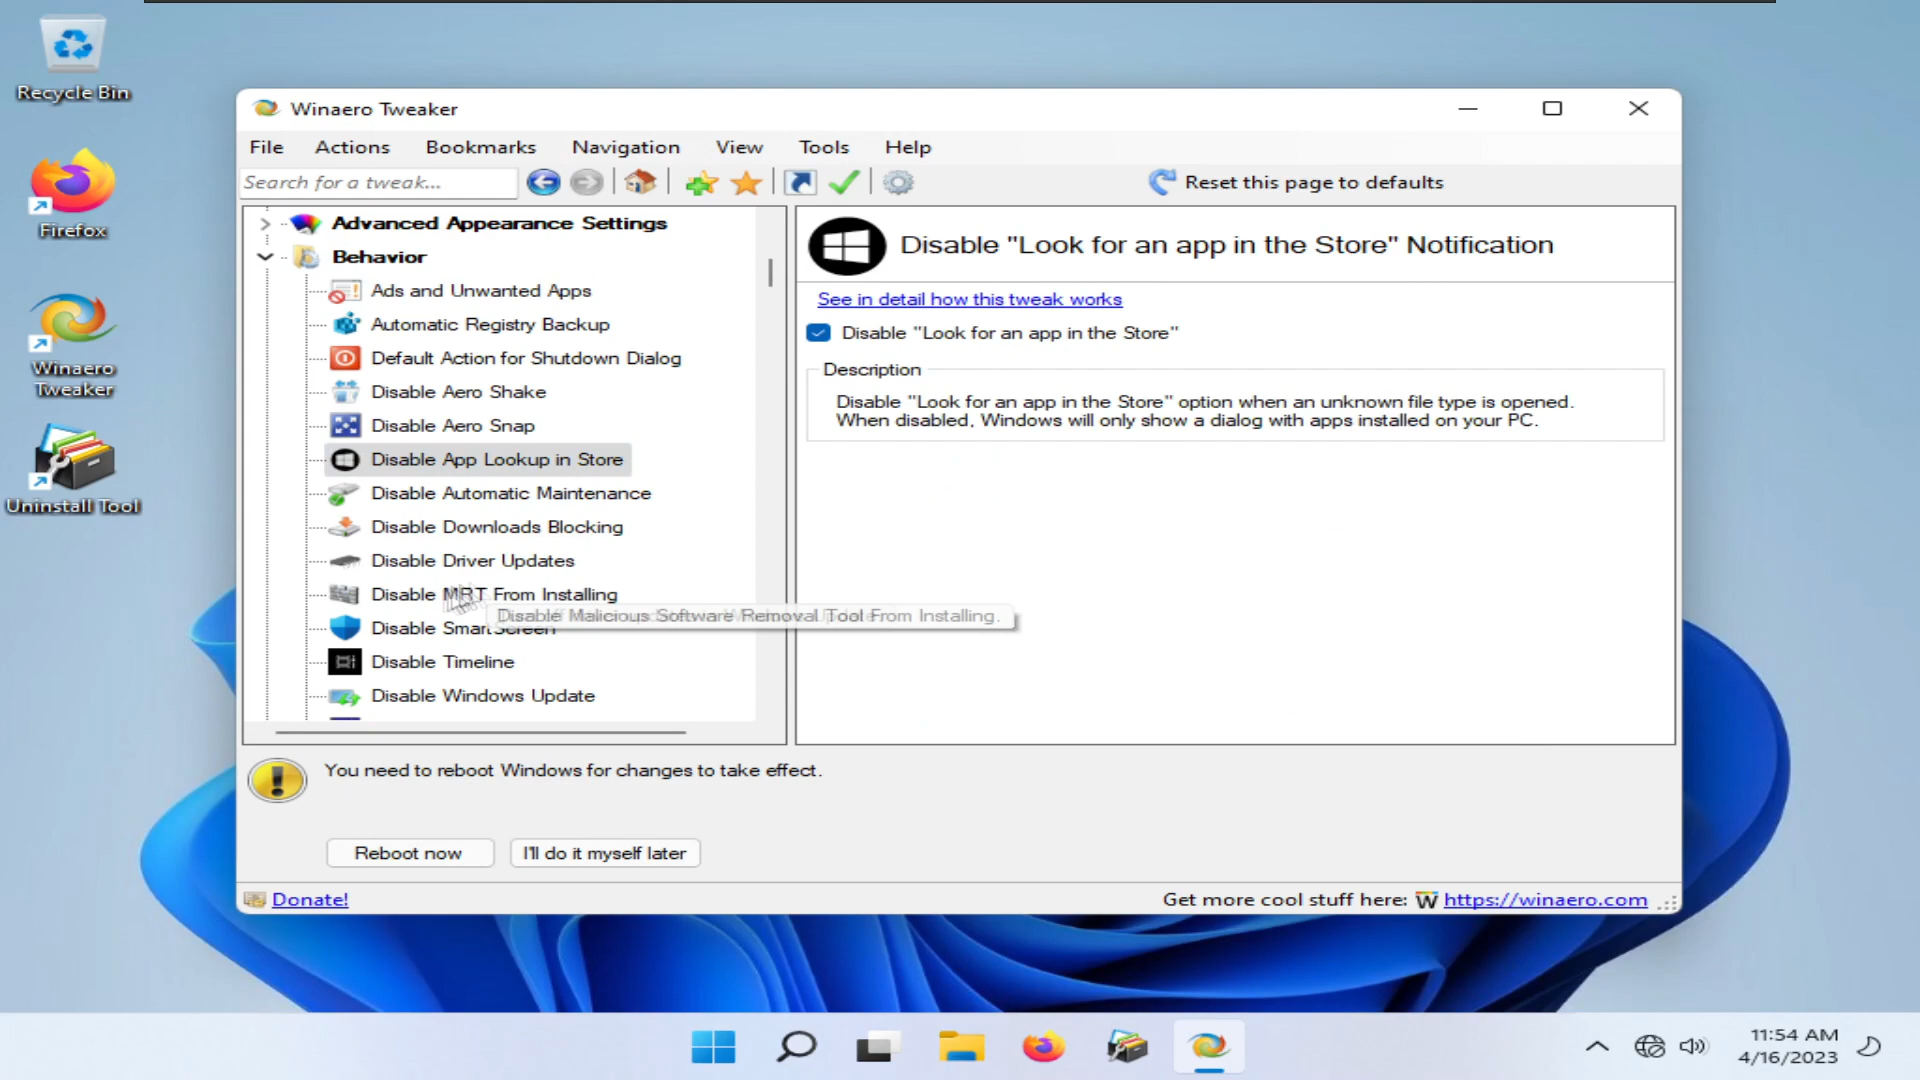 Recycle Bin
Firefox
Winaero
Tweaker
Uninstall Tool
Winaero Tweaker
File Actions Bookmarks Navigation View Tools Help
Search for a tweak...
Reset this page to defaults
Advanced Appearance Settings
Behavior
Ads and Unwanted Apps
Automatic Registry Backup
Default Action for Shutdown Dialog
Disable Aero Shake
Disable Aero Snap
Disable App Lookup in Store
Disable Automatic Maintenance
Disable Downloads Blocking
Disable Driver Updates
Disable MRT From Installing
Disable Malicious Software Removal Tool From Installing.
Disable SmartScreen
Disable Timeline
Disable Windows Update
Disable "Look for an app in the Store" Notification
See in detail how this tweak works
Disable "Look for an app in the Store"
Description
Disable "Look for an app in the Store" option when an unknown file type is opened.
When disabled, Windows will only show a dialog with apps installed on your PC.
You need to reboot Windows for changes to take effect.
Reboot now
I'll do it myself later
Donate!
Get more cool stuff here: W https://winaero.com
11:54 AM
4/16/2023